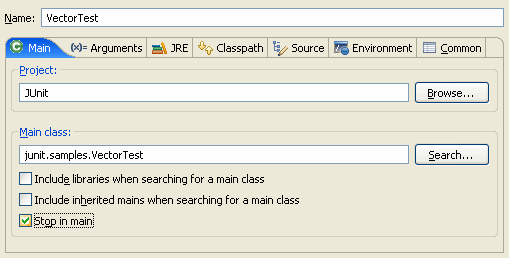 Name: VectorTest
Main (x)= Arguments JRE Classpath Source Environment Common
Project:
JUnit Browse...
Main class:
junit.samples.VectorTest Search...
Include libraries when searching for a main class
Include inherited mains when searching for a main class
Stop in main